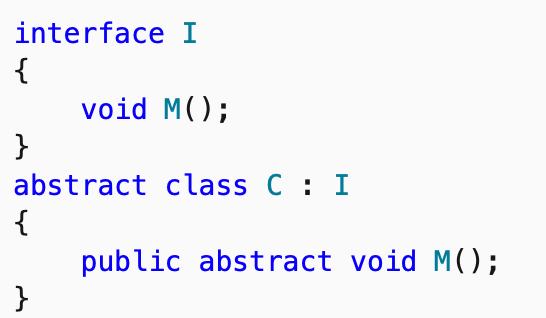 interface I
{
    void M();
}
abstract class C : I
{
    public abstract void M();
}